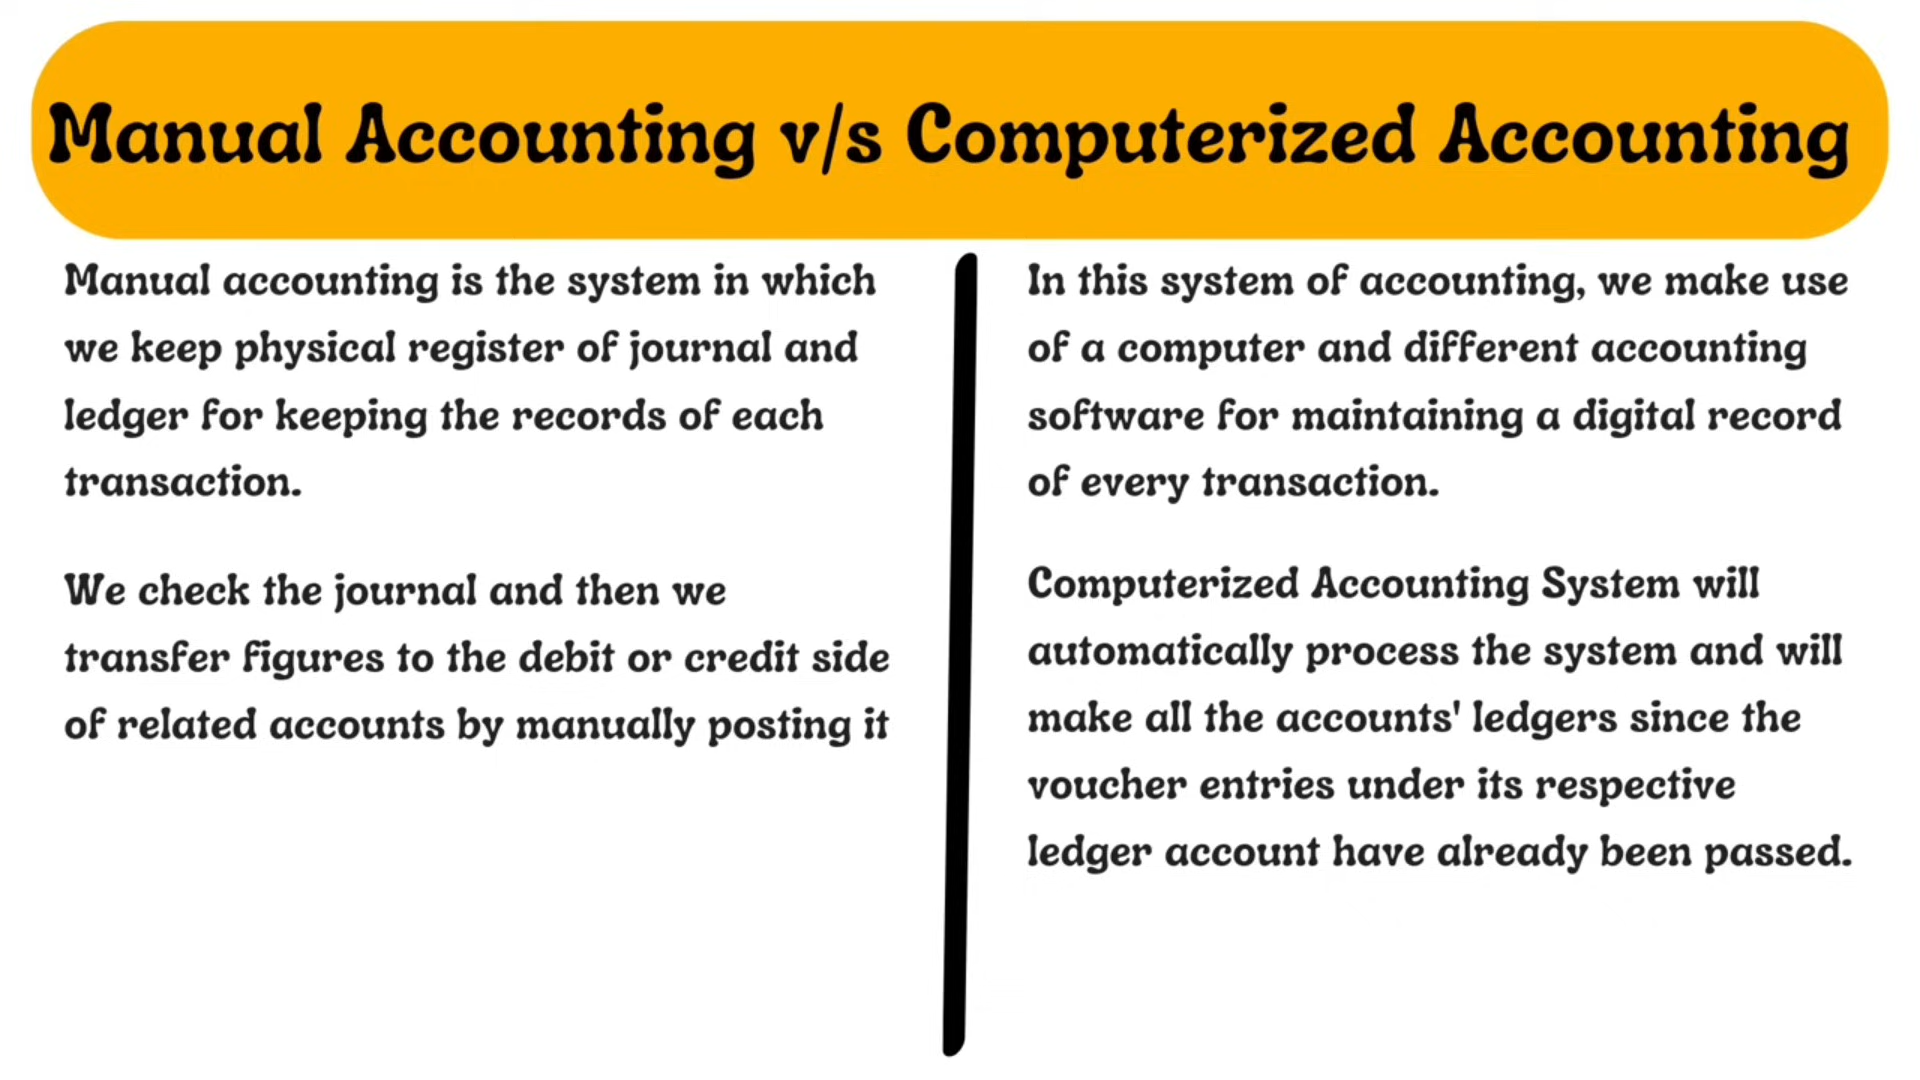 Manual Accounting v/s Computerized Accounting
Manual accounting is the system in which
we keep physical register of journal and
ledger for keeping the records of each
transaction.
We check the journal and then we
transfer figures to the debit or credit side
of related accounts by manually posting it
In this system of accounting, we make use
of a computer and different accounting
software for maintaining a digital record
of every transaction.
Computerized Accounting System will
automatically process the system and will
make all the accounts' ledgers since the
voucher entries under its respective
ledger account have already been passed.